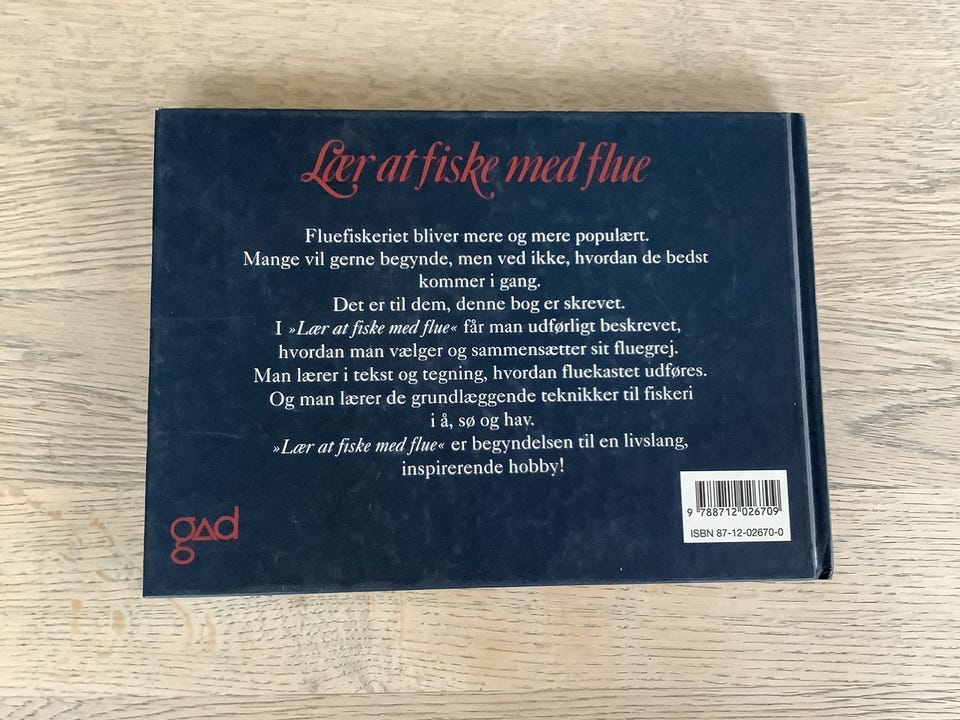 Lær at fiske med flue
Fluefiskeriet bliver mere og mere populært.
Mange vil gerne begynde, men ved ikke, hvordan de bedst
kommer i gang.
Det er til dem, denne bog er skrevet.
I »Lær at fiske med flue« får man udførligt beskrevet,
hvordan man vælger og sammensætter sit fluegrej.
Man lærer i tekst og tegning, hvordan fluekastet udføres.
Og man lærer de grundlæggende teknikker til fiskeri
i å, sø og hav.
»Lær at fiske med flue« er begyndelsen til en livslang,
inspirerende hobby!
gad
9 788712 026709
ISBN 87-12-02670-0